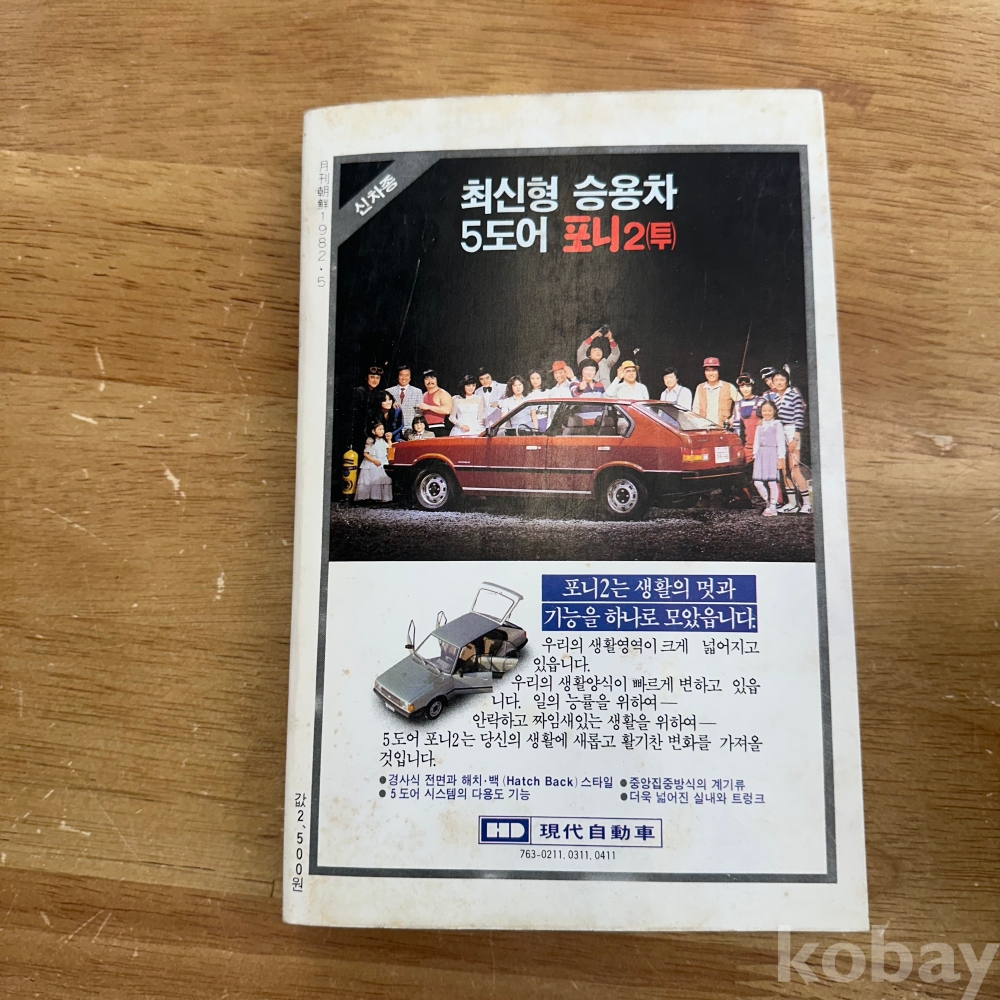 月刊朝鮮 1982·5
신차종
최신형 승용차
5도어 포니2(투)
포니2는 생활의 멋과
기능을 하나로 모았읍니다.
우리의 생활영역이 크게 넓어지고
있읍니다.
우리의 생활양식이 빠르게 변하고 있읍
니다. 일의 능률을 위하여—
안락하고 짜임새있는 생활을 위하여—
5도어 포니2는 당신의 생활에 새롭고 활기찬 변화를 가져올
것입니다.
●경사식 전면과 해치·백(Hatch Back) 스타일 ●중앙집중방식의 계기류
●5도어 시스템의 다용도 기능 ●더욱 넓어진 실내와 트렁크
HD 現代自動車
763-0211, 0311, 0411
값 2,500원
kobay